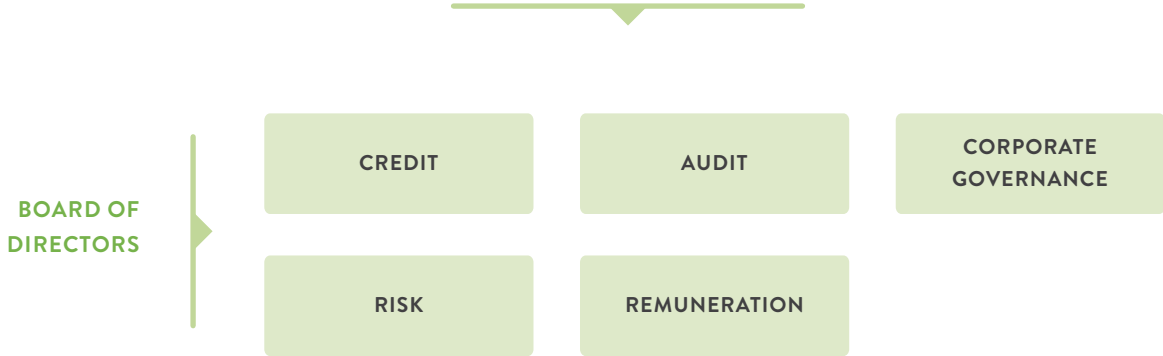 BOARD OF
DIRECTORS
CREDIT
AUDIT
CORPORATE
GOVERNANCE
RISK
REMUNERATION